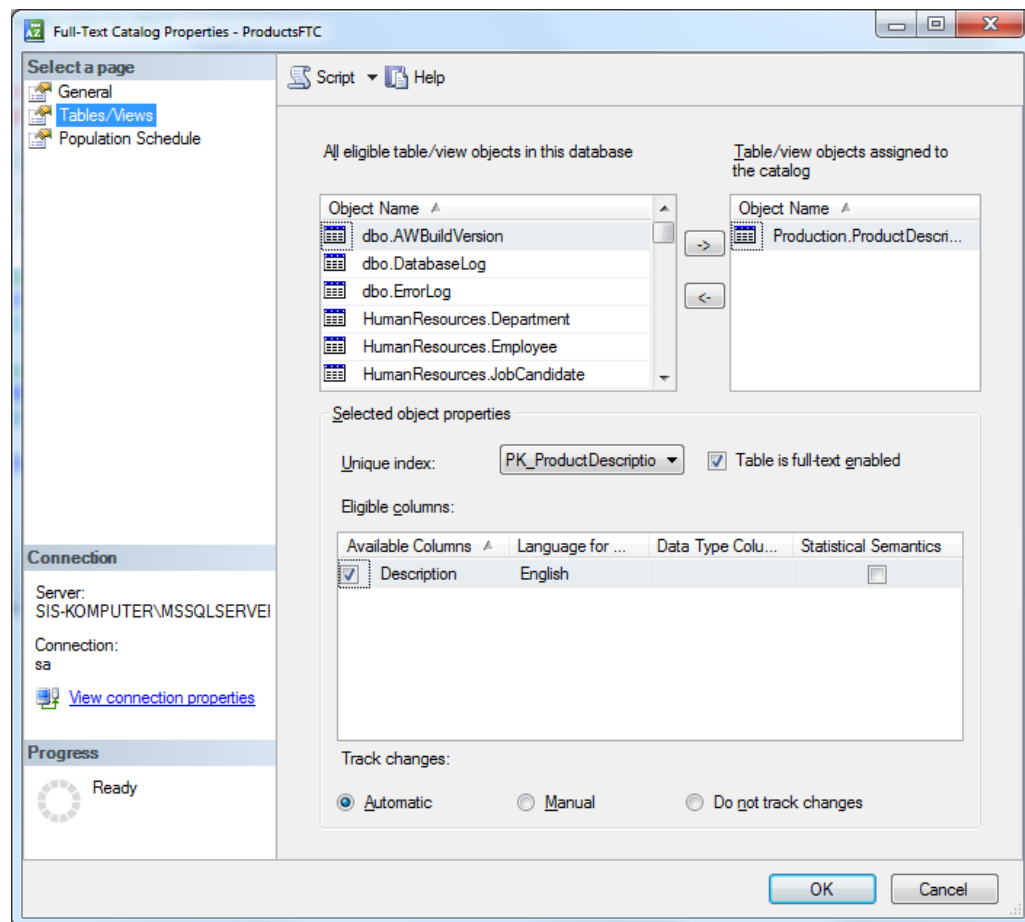 Full-Text Catalog Properties - ProductsFTC
Select a page
General
Tables/Views
Population Schedule
Script
Help
All eligible table/view objects in this database
Object Name
dbo.AWBuildVersion
dbo.DatabaseLog
dbo.ErrorLog
HumanResources.Department
HumanResources.Employee
HumanResources.JobCandidate
->
<-
Table/view objects assigned to
the catalog
Object Name
Production.ProductDescri...
Selected object properties
Unique index:
PK_ProductDescriptio
Table is full-text enabled
Eligible columns:
Available Columns Language for ... Data Type Colu... Statistical Semantics
Description English
Track changes:
Automatic Manual Do not track changes
Connection
Server:
SIS-KOMPUTER\MSSQLSERVE
Connection:
sa
View connection properties
Progress
Ready
OK Cancel